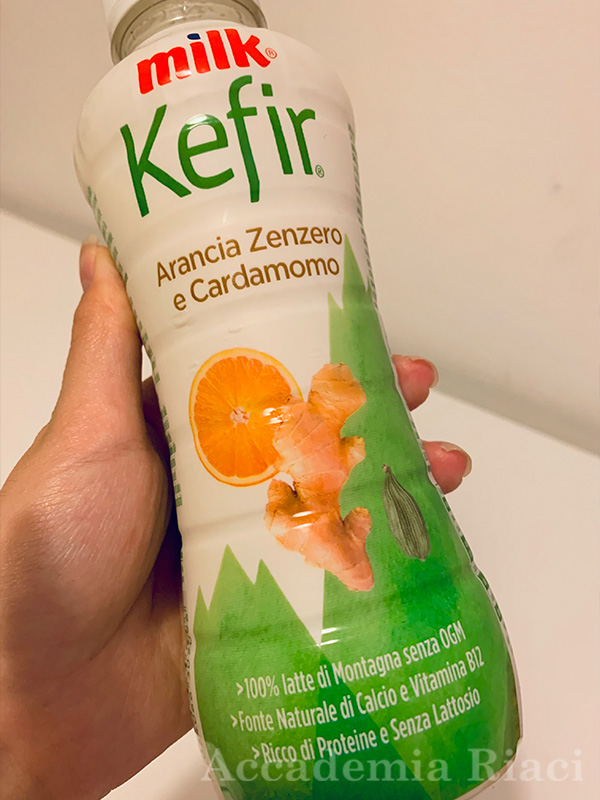 milk®
Kefir®
Arancia Zenzero
e Cardamomo
>100% latte di Montagna senza OGM
>Fonte Naturale di Calcio e Vitamina B12
>Ricco di Proteine e Senza Lattosio
Accademia Riaci